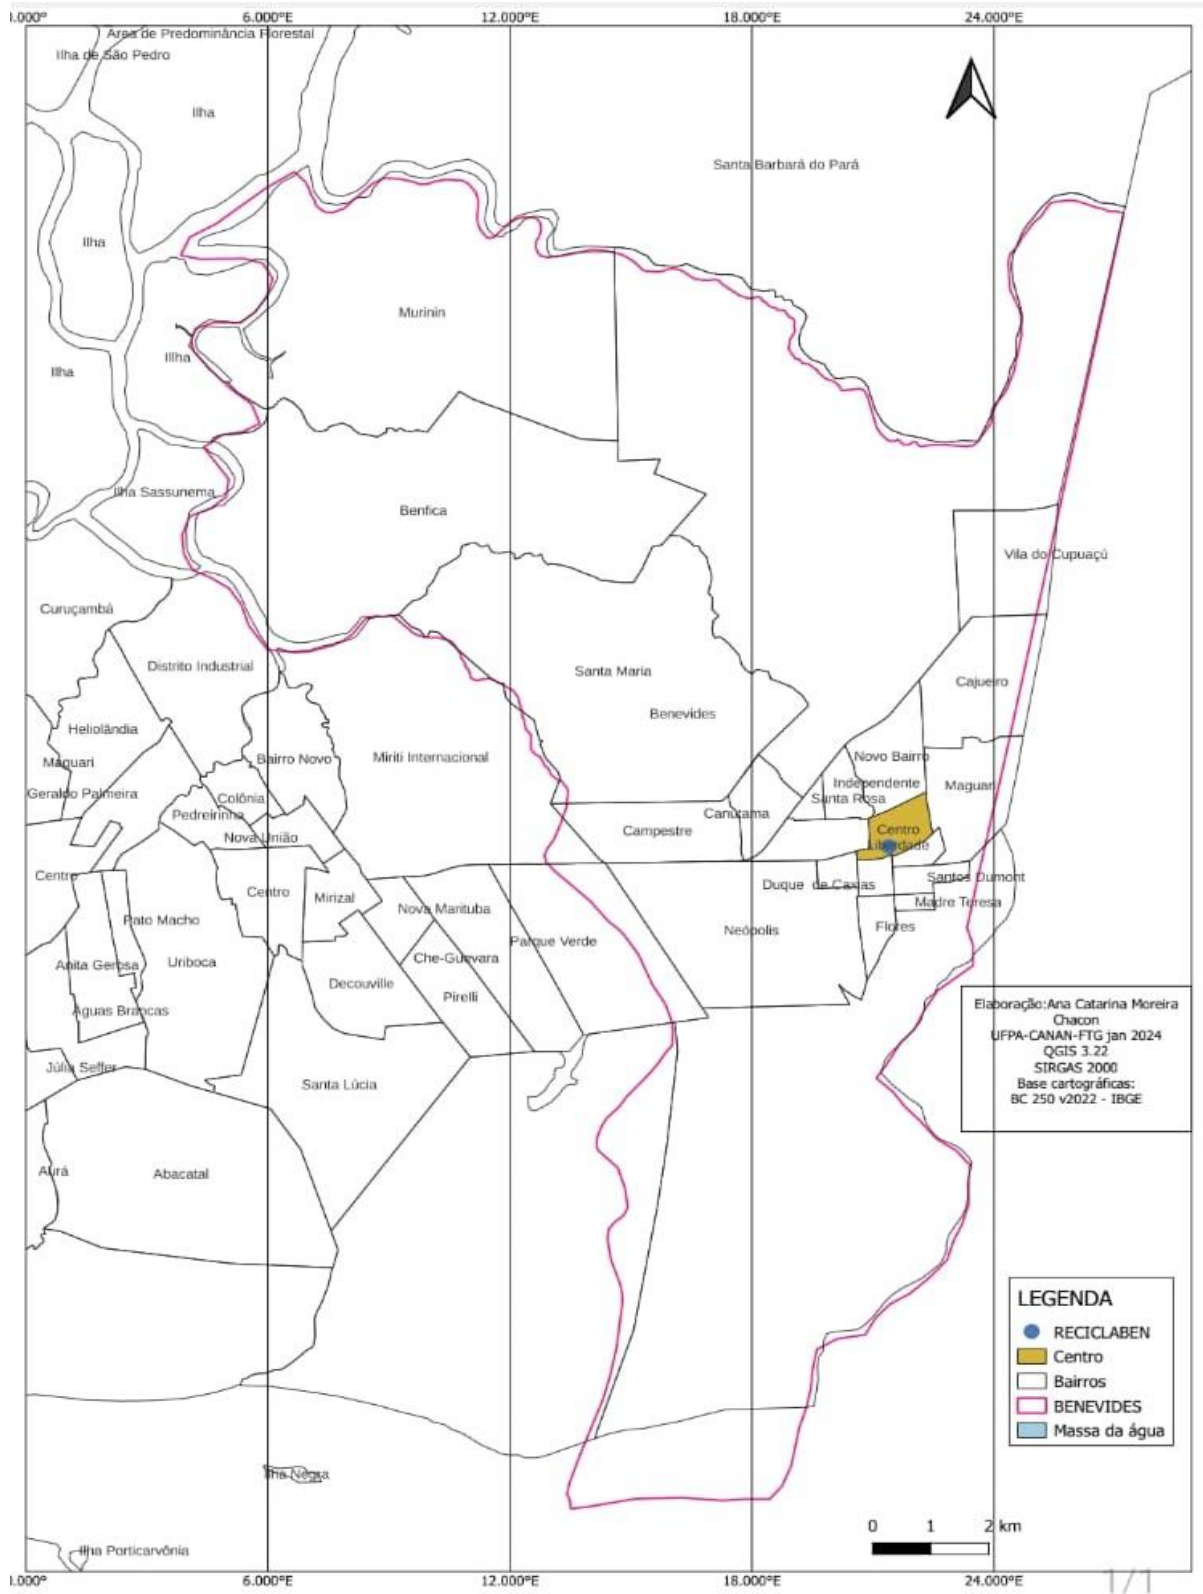 ).000°
6.000°E
12.000°E
18.000°E
24.000°E
Area de Predominância Florestal
Ilha de São Pedro
Ilha
Santa Barbará do Pará
Ilha
Murinin
Illha
Ilha
Ilha Sassunema
Benfica
Vila do Cupuaçú
Curuçambá
Distrito Industrial
Santa Maria
Cajueiro
Benevides
Heliolândia
Maguari
Bairro Novo
Miriti Internacional
Novo Bairro
Independente
Maguari
Geraldo Palmeira
Colônia
Santa Rosa
Pedreirinha
Canutama
Nova União
Campestre
Centro
Liberdade
Centro
Centro
Mirizal
Duque de Caxias
Santos Dumont
Nova Marituba
Madre Teresa
Pato Macho
Flores
Neópolis
Parque Verde
Anita Gerosa
Uriboca
Che-Guevara
Decouville
Pirelli
Águas Brancas
Elaboração:Ana Catarina Moreira
Chacon
UFPA-CANAN-FTG jan 2024
QGIS 3.22
SIRGAS 2000
Base cartográficas:
BC 250 v2022 - IBGE
Júlia Seffer
Santa Lúcia
Aurá
Abacatal
LEGENDA
RECICLABEN
Centro
Bairros
BENEVIDES
Massa da água
Ilha Negra
0 1 2 km
Ilha Porticarvônia
).000°
6.000°E
12.000°E
18.000°E
24.000°E
1/1